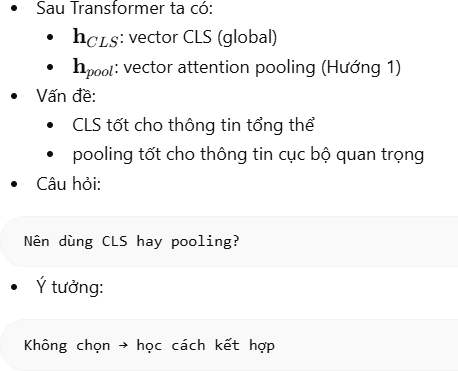 • Sau Transformer ta có:
• h_CLS: vector CLS (global)
• h_pool: vector attention pooling (Hướng 1)
• Vấn đề:
• CLS tốt cho thông tin tổng thể
• pooling tốt cho thông tin cục bộ quan trọng
• Câu hỏi:
Nên dùng CLS hay pooling?
• Ý tưởng:
Không chọn → học cách kết hợp